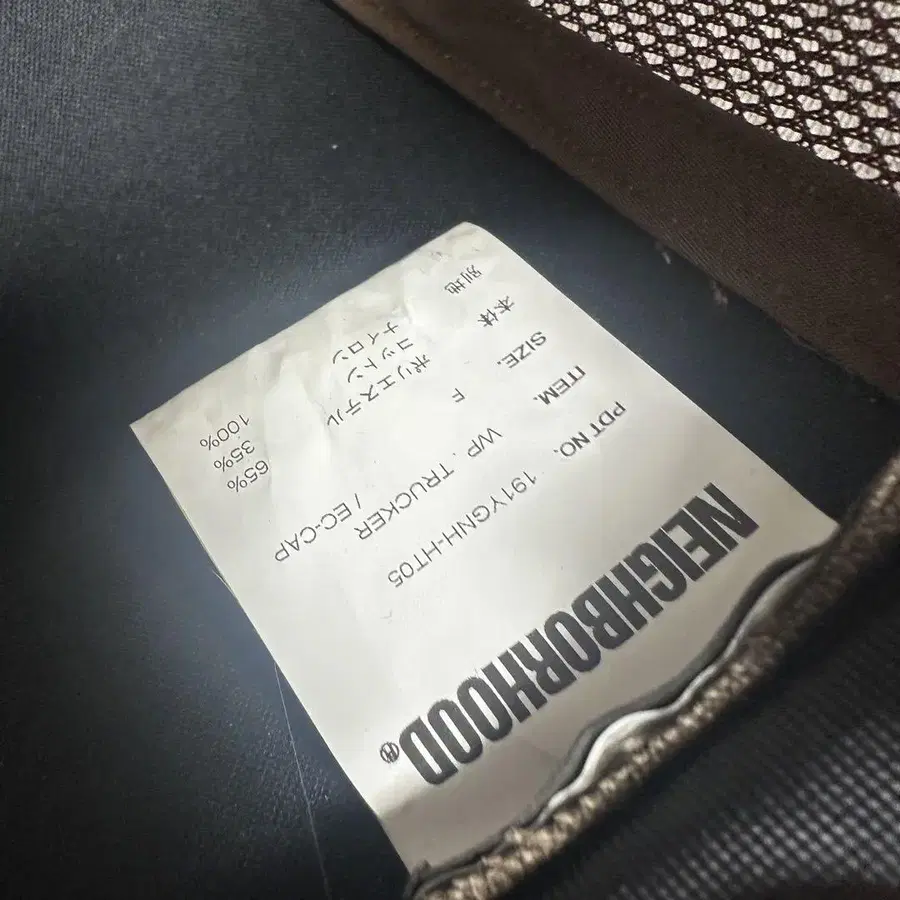 NEIGHBORHOOD®
PDT NO. 191YGNH-HT05
ITEM. WP. TRUCKER
/ EC-CAP
SIZE. F
本体 ポリエステル 65%
コットン 35%
別地 ナイロン 100%